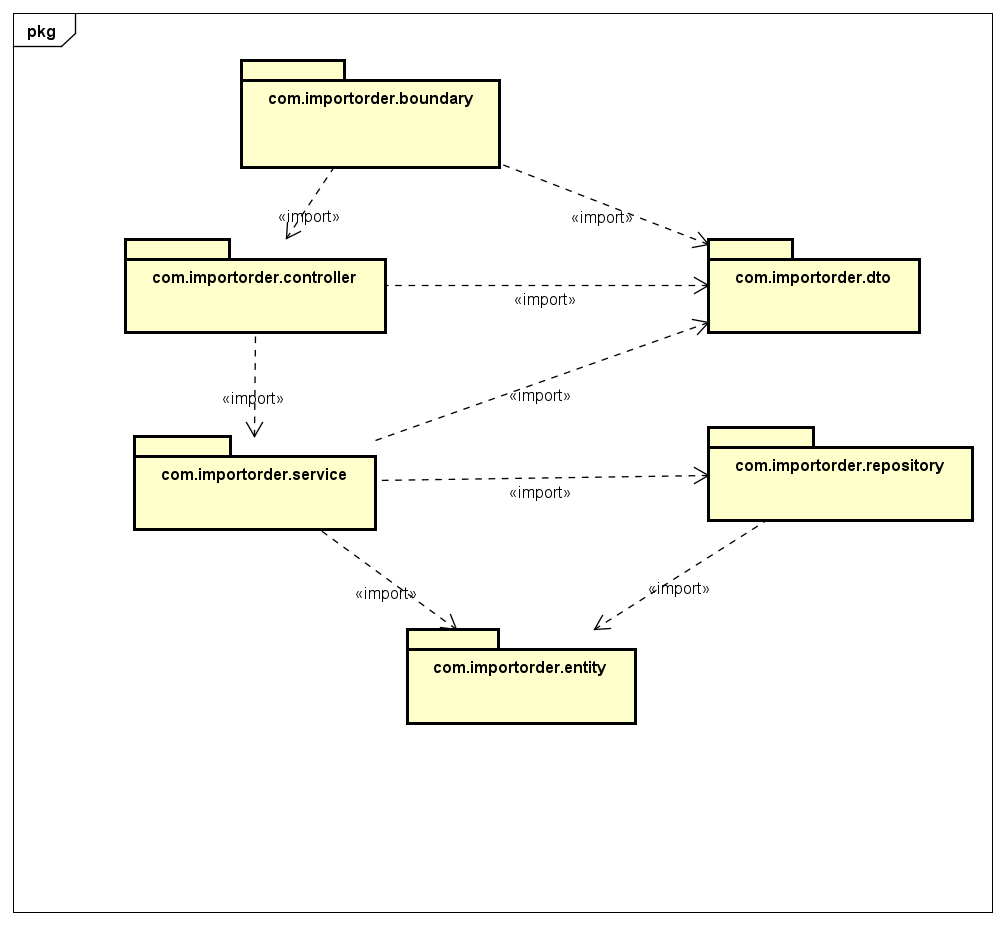 pkg
com.importorder.boundary
«import»
«import»
com.importorder.controller
com.importorder.dto
«import»
«import»
«import»
com.importorder.service
com.importorder.repository
«import»
«import»
«import»
com.importorder.entity